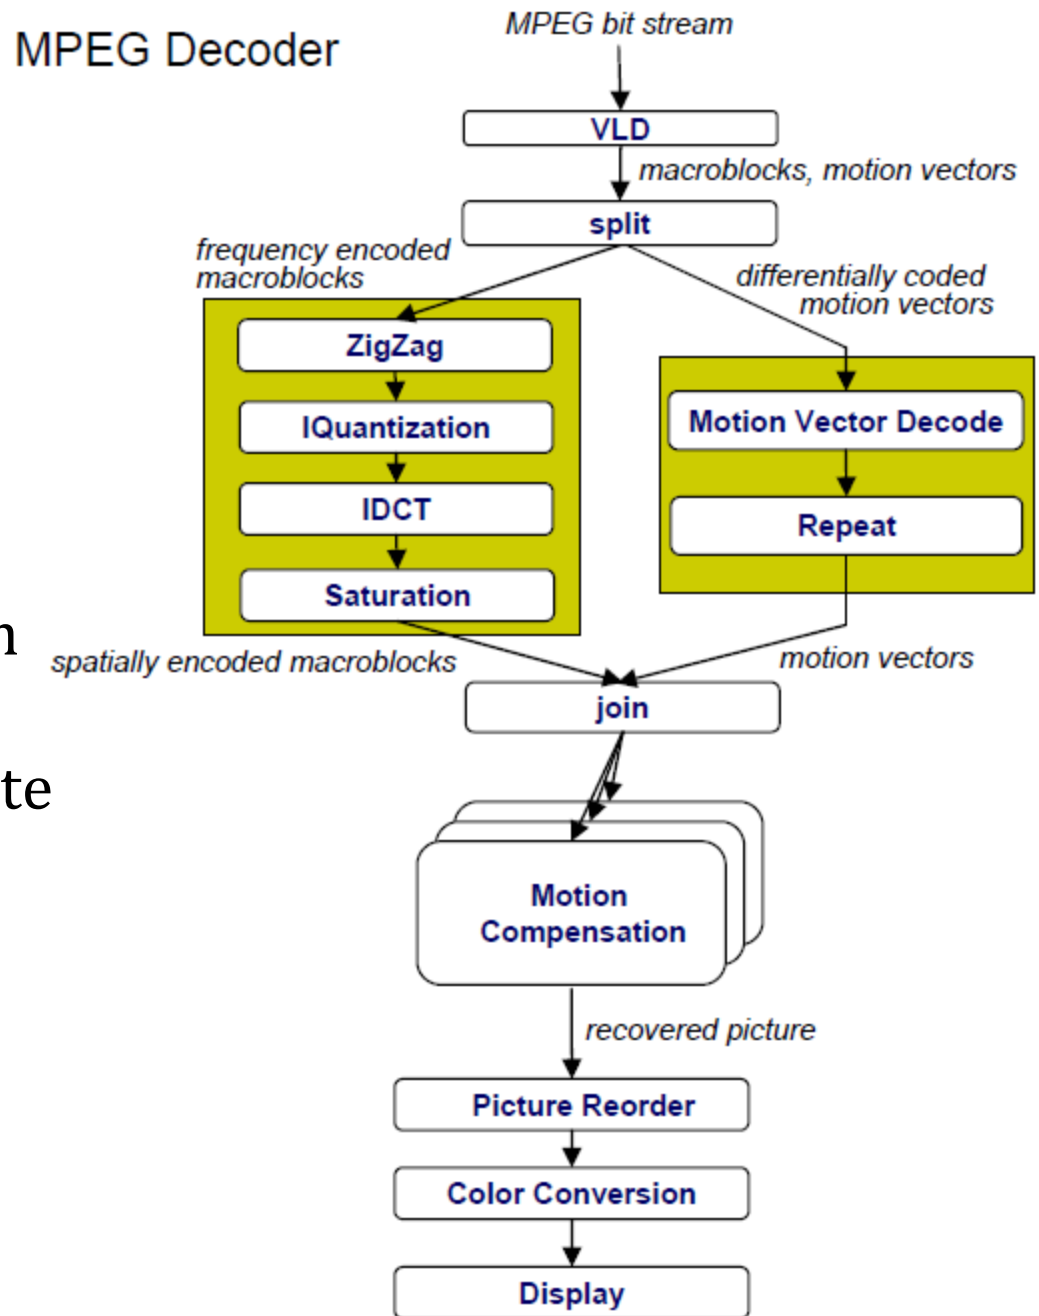 MPEG Decoder
MPEG bit stream
VLD
macroblocks, motion vectors
split
frequency encoded
macroblocks
differentially coded
motion vectors
ZigZag
IQuantization
IDCT
Saturation
Motion Vector Decode
Repeat
n
spatially encoded macroblocks
motion vectors
join
te
Motion
Compensation
recovered picture
Picture Reorder
Color Conversion
Display